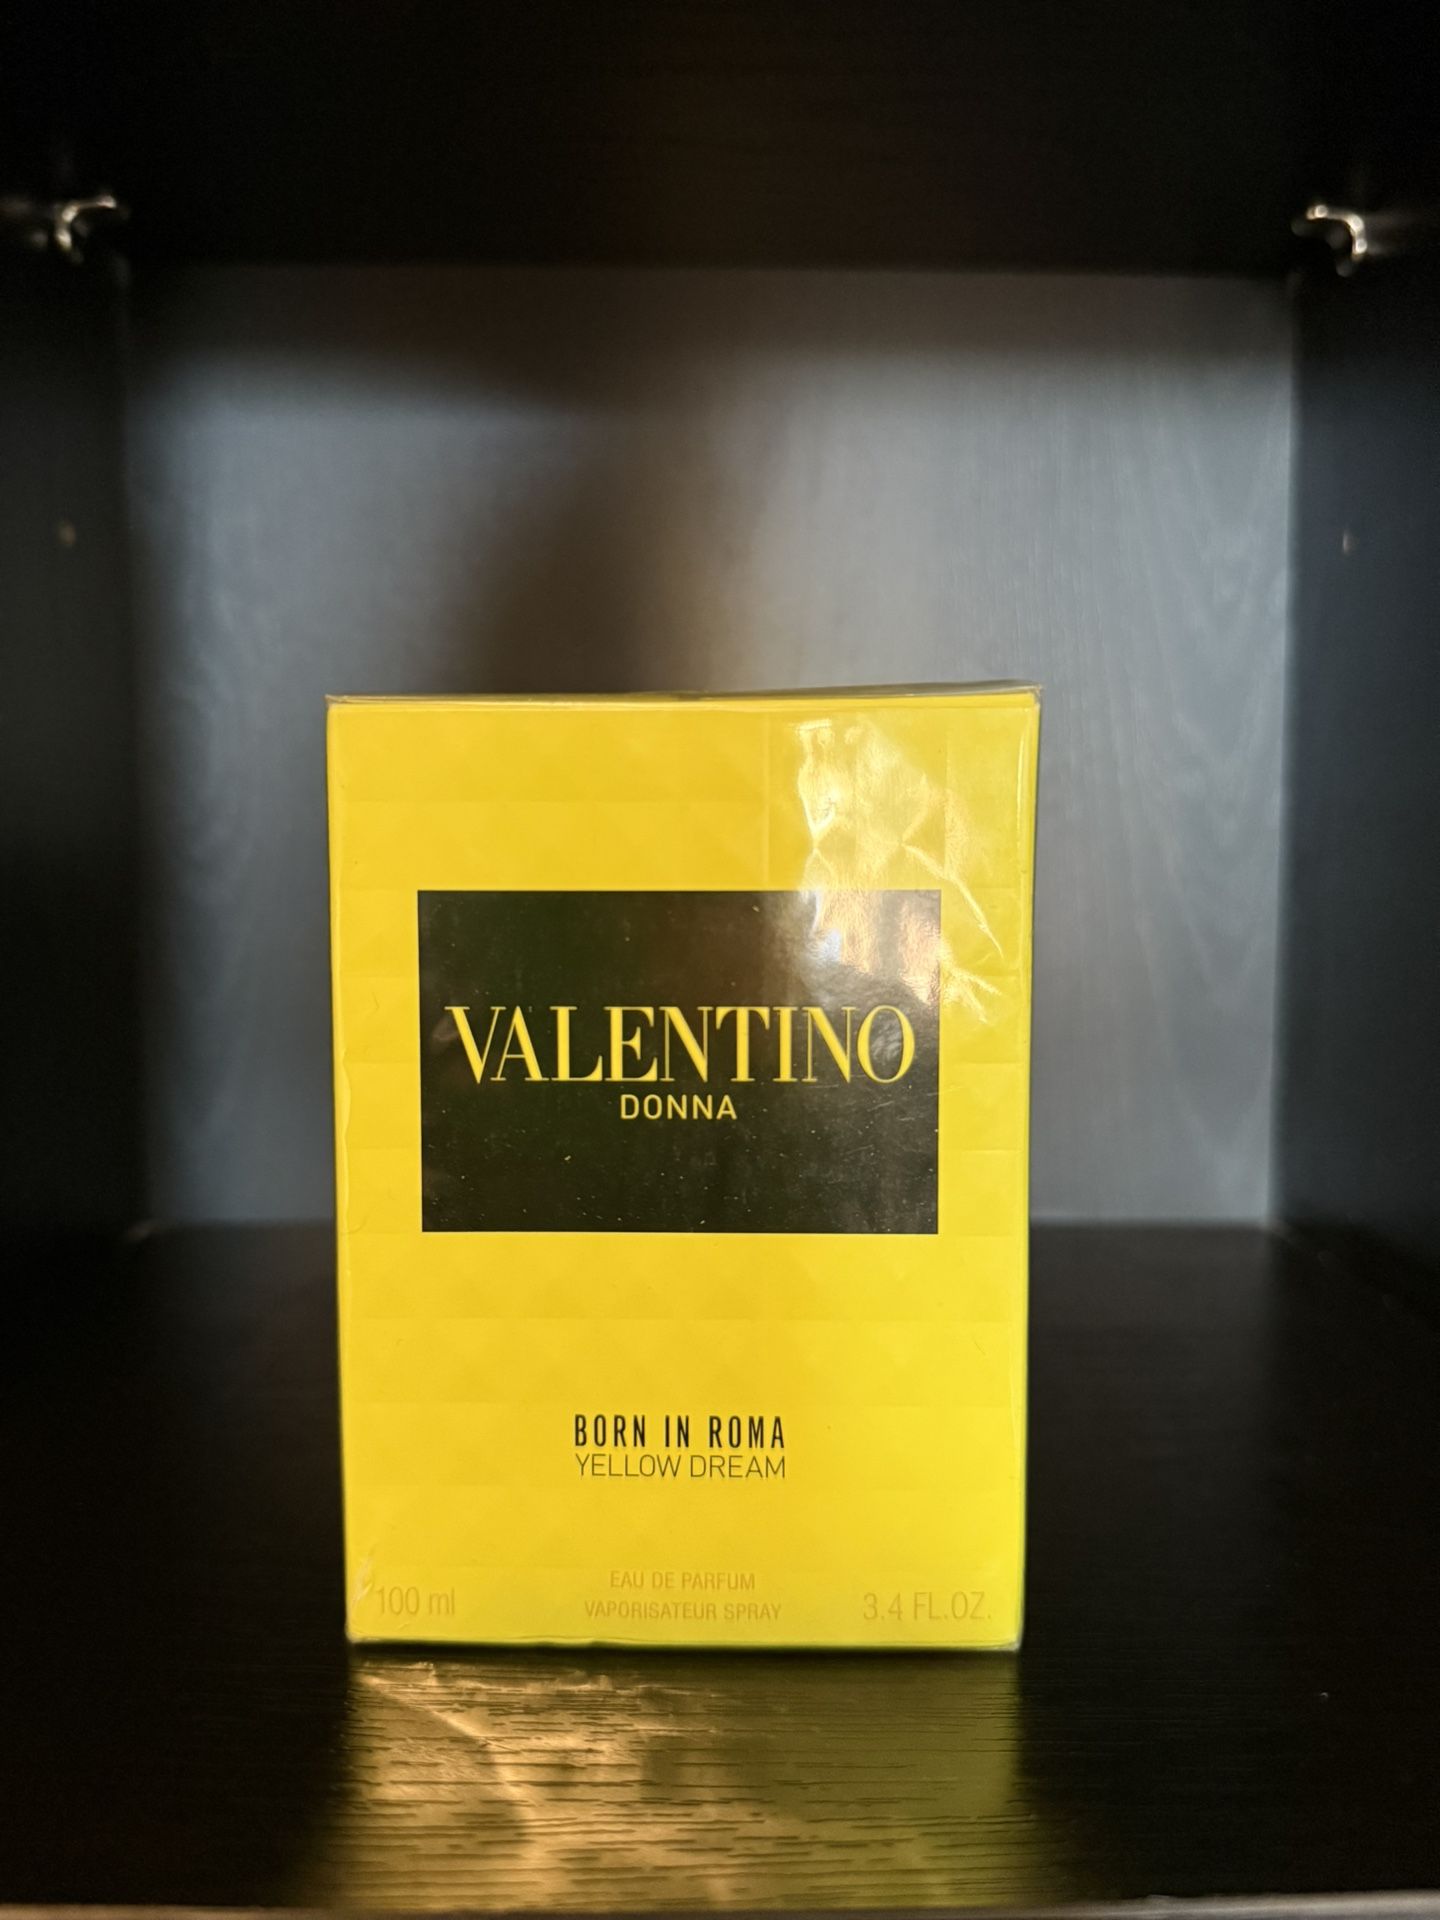 VALENTINO
DONNA
BORN IN ROMA
YELLOW DREAM
EAU DE PARFUM
100 ml VAPORISATEUR SPRAY 3.4 FL.OZ.